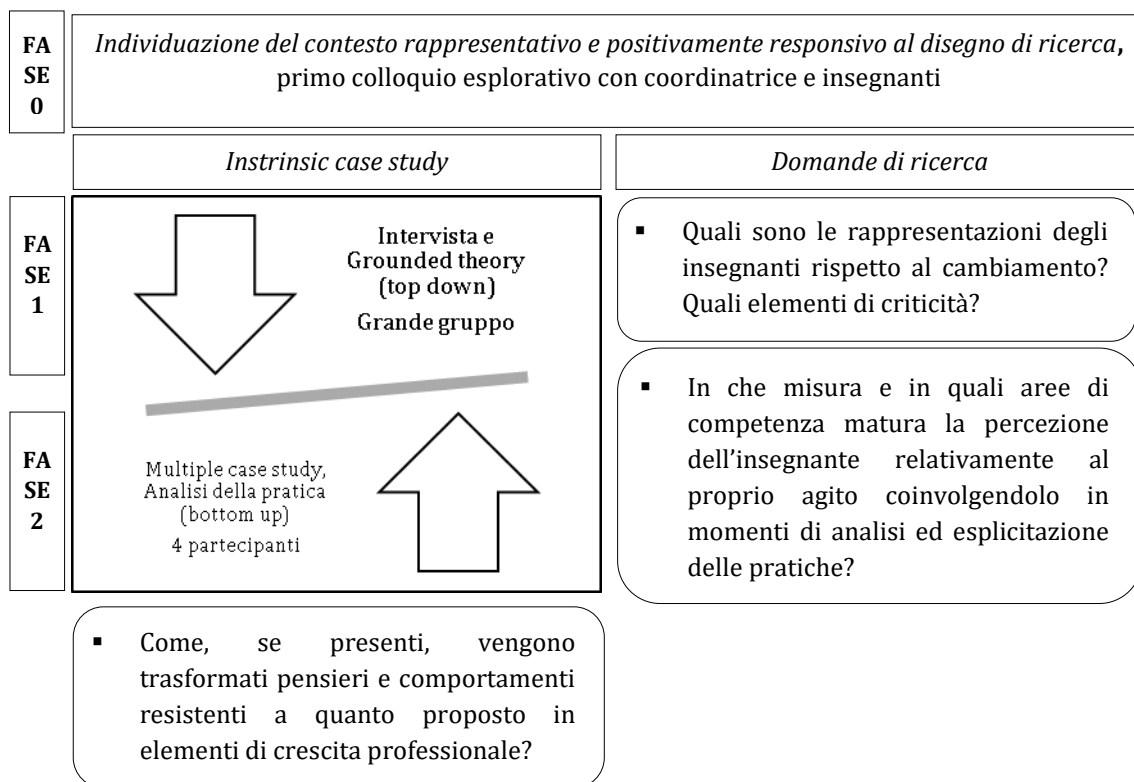 FA
SE
0
Individuazione del contesto rappresentativo e positivamente responsivo al disegno di ricerca,
primo colloquio esplorativo con coordinatrice e insegnanti
Instrinsic case study
Domande di ricerca
FA
SE
1
Intervista e
Grounded theory
(top down)
Grande gruppo
▪ Quali sono le rappresentazioni degli
insegnanti rispetto al cambiamento?
Quali elementi di criticità?
FA
SE
2
Multiple case study,
Analisi della pratica
(bottom up)
4 partecipanti
▪ In che misura e in quali aree di
competenza matura la percezione
dell’insegnante relativamente al
proprio agito coinvolgendolo in
momenti di analisi ed esplicitazione
delle pratiche?
▪ Come, se presenti, vengono
trasformati pensieri e comportamenti
resistenti a quanto proposto in
elementi di crescita professionale?